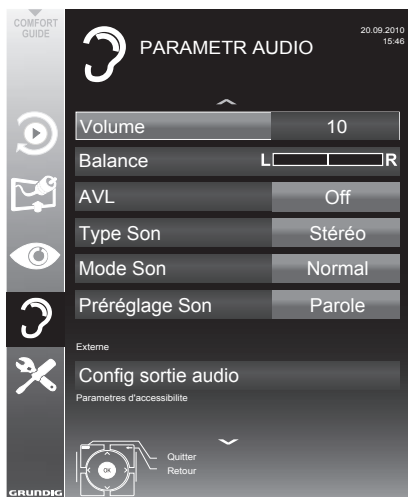 COMFORT
GUIDE
PARAMETR AUDIO
20.09.2010
15:46
Volume 10
Balance L R
AVL Off
Type Son Stéréo
Mode Son Normal
Préréglage Son Parole
Externe
Config sortie audio
Parametres d'accessibilite
OK
Quitter
Retour
GRUNDIG